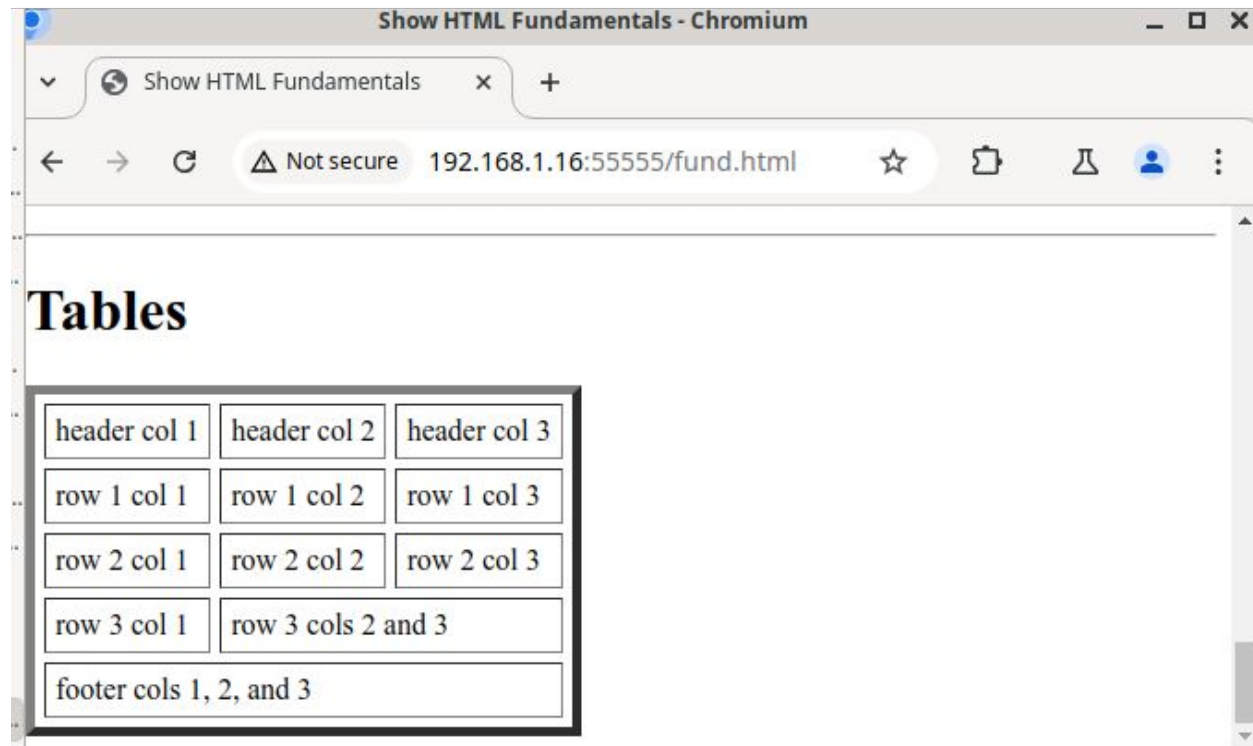 Show HTML Fundamentals - Chromium
Show HTML Fundamentals
Not secure 192.168.1.16:55555/fund.html
Tables
header col 1 header col 2 header col 3
row 1 col 1 row 1 col 2 row 1 col 3
row 2 col 1 row 2 col 2 row 2 col 3
row 3 col 1 row 3 cols 2 and 3
footer cols 1, 2, and 3